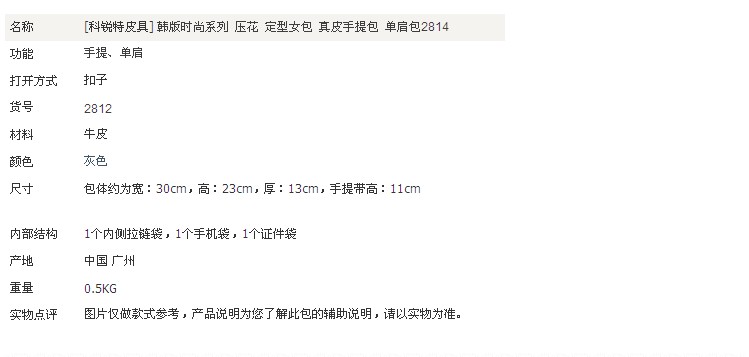 名称 [科锐特皮具] 韩版时尚系列 压花 定型女包 真皮手提包 单肩包2814
功能 手提、单肩
打开方式 扣子
货号 2812
材料 牛皮
颜色 灰色
尺寸 包体约为宽：30cm，高：23cm，厚：13cm，手提带高：11cm
内部结构 1个内侧拉链袋，1个手机袋，1个证件袋
产地 中国 广州
重量 0.5KG
实物点评 图片仅做款式参考，产品说明为您了解此包的辅助说明，请以实物为准。